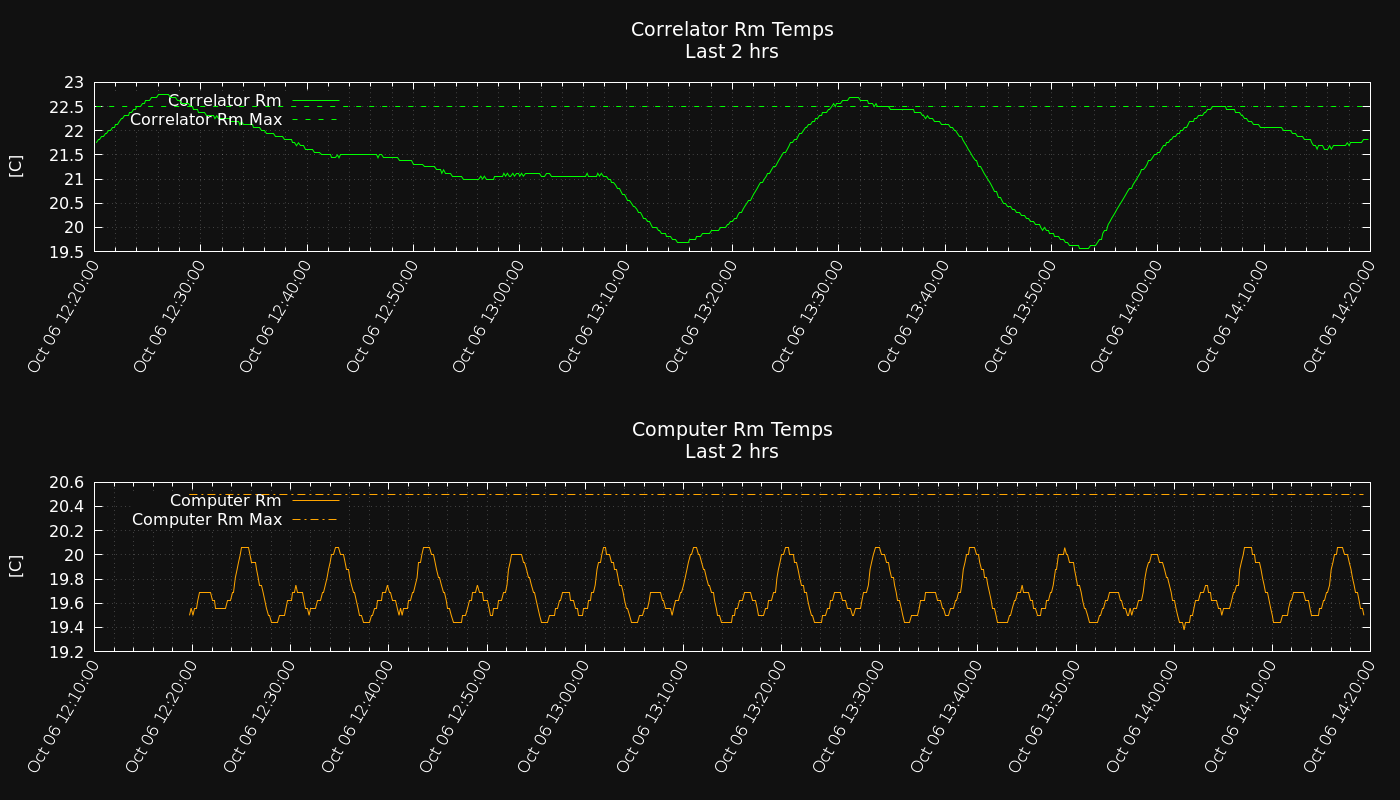 Correlator Rm Temps
Last 2 hrs
23
22.5
22
21.5
21
20.5
20
19.5
[C]
Correlator Rm
Correlator Rm Max
Oct 06 12:20:00
Oct 06 12:30:00
Oct 06 12:40:00
Oct 06 12:50:00
Oct 06 13:00:00
Oct 06 13:10:00
Oct 06 13:20:00
Oct 06 13:30:00
Oct 06 13:40:00
Oct 06 13:50:00
Oct 06 14:00:00
Oct 06 14:10:00
Oct 06 14:20:00
Computer Rm Temps
Last 2 hrs
20.6
20.4
20.2
20
19.8
19.6
19.4
19.2
[C]
Computer Rm
Computer Rm Max
Oct 06 12:10:00
Oct 06 12:20:00
Oct 06 12:30:00
Oct 06 12:40:00
Oct 06 12:50:00
Oct 06 13:00:00
Oct 06 13:10:00
Oct 06 13:20:00
Oct 06 13:30:00
Oct 06 13:40:00
Oct 06 13:50:00
Oct 06 14:00:00
Oct 06 14:10:00
Oct 06 14:20:00